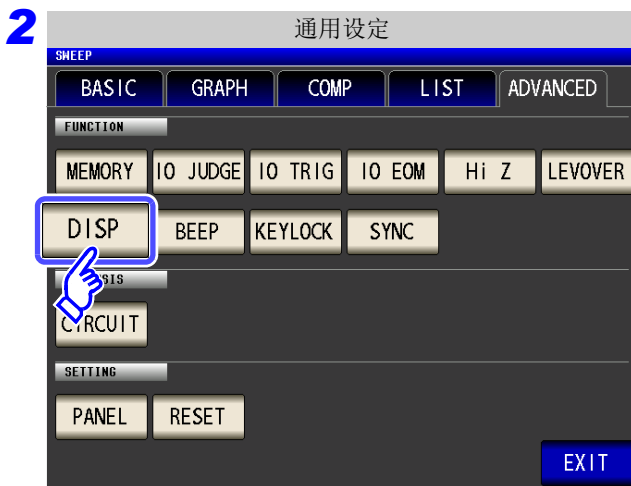 2
通用设定
SWEEP
BASIC GRAPH COMP LIST ADVANCED
FUNCTION
MEMORY IO JUDGE IO TRIG IO EOM Hi Z LEVOVER
DISP BEEP KEYLOCK SYNC
SIS
CIRCUIT
SETTING
PANEL RESET
EXIT